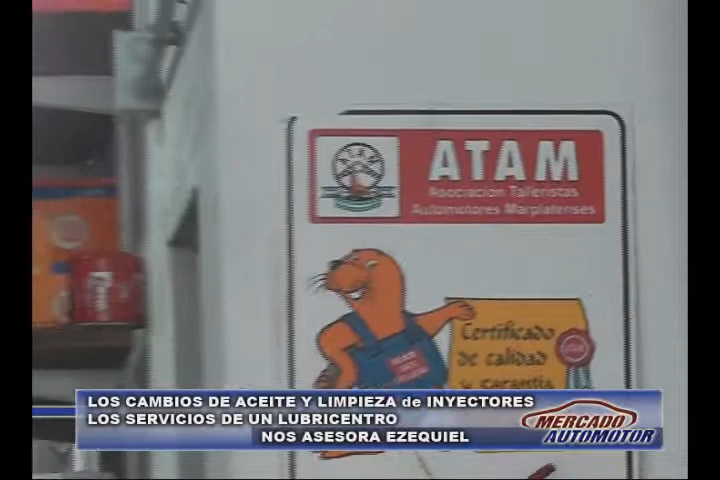 ATAM
Asociación Talleristas
Automotores Marplatenses
Certificado
de calidad
y garantía
LOS CAMBIOS DE ACEITE Y LIMPIEZA de INYECTORES
LOS SERVICIOS DE UN LUBRICENTRO
NOS ASESORA EZEQUIEL
MERCADO
AUTOMOTOR